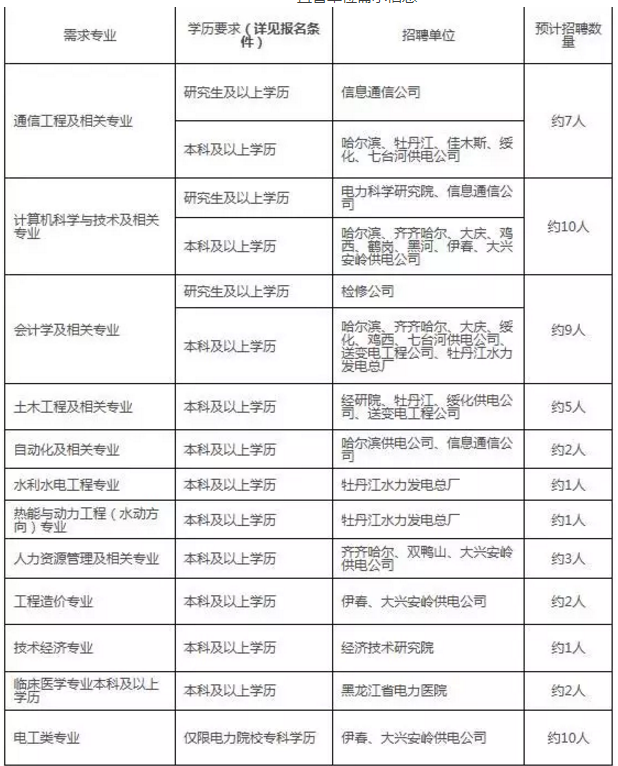 需求专业
学历要求（详见报名条
件）
招聘单位
预计招聘数
量
通信工程及相关专业
研究生及以上学历
信息通信公司
约7人
本科及以上学历
哈尔滨、牡丹江、佳木斯、绥
化、七台河供电公司
计算机科学与技术及相关
专业
研究生及以上学历
电力科学研究院、信息通信公
司
约10人
本科及以上学历
哈尔滨、齐齐哈尔、大庆、鸡
西、鹤岗、黑河、伊春、大兴
安岭供电公司
会计学及相关专业
研究生及以上学历
检修公司
约9人
本科及以上学历
哈尔滨、齐齐哈尔、大庆、绥
化、鸡西、七台河供电公司、
送变电工程公司、牡丹江水力
发电总厂
土木工程及相关专业
本科及以上学历
经研院、牡丹江、绥化供电公
司、送变电工程公司
约5人
自动化及相关专业
本科及以上学历
哈尔滨供电公司、信息通信公
司
约2人
水利水电工程专业
本科及以上学历
牡丹江水力发电总厂
约1人
热能与动力工程（水动方
向）专业
本科及以上学历
牡丹江水力发电总厂
约1人
人力资源管理及相关专业
本科及以上学历
齐齐哈尔、双鸭山、大兴安岭
供电公司
约3人
工程造价专业
本科及以上学历
伊春、大兴安岭供电公司
约2人
技术经济专业
本科及以上学历
经济技术研究院
约1人
临床医学专业本科及以上
学历
本科及以上学历
黑龙江省电力医院
约2人
电工类专业
仅限电力院校专科学历
伊春、大兴安岭供电公司
约10人